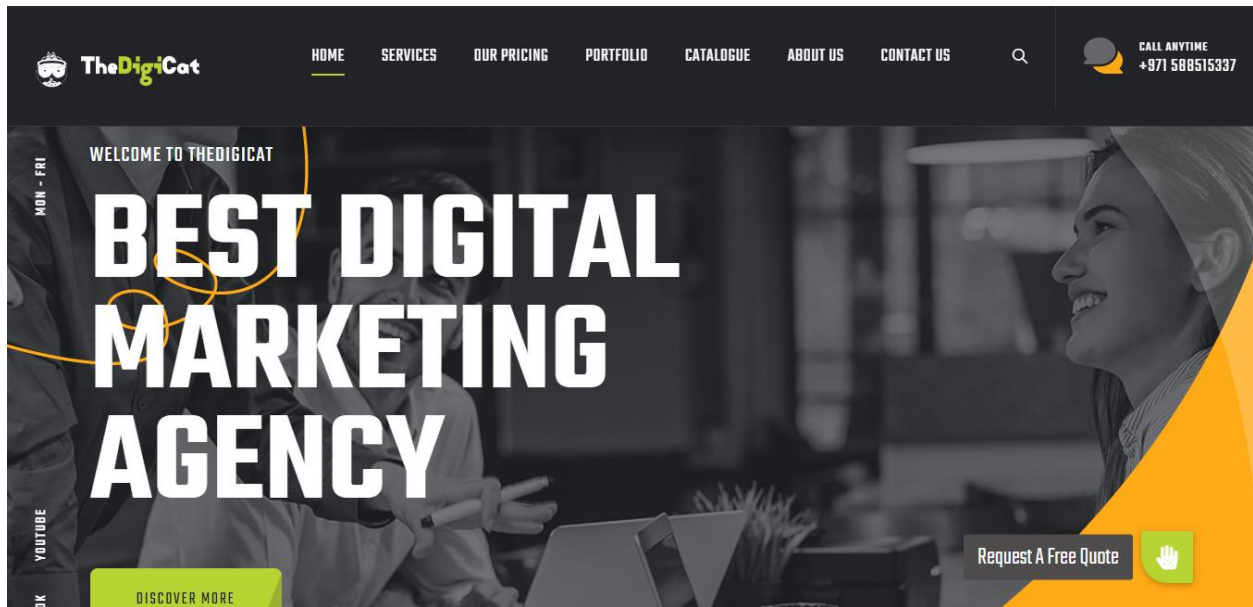 TheDigiCat
HOME
SERVICES
OUR PRICING
PORTFOLIO
CATALOGUE
ABOUT US
CONTACT US
CALL ANYTIME
+971 588515337
MON - FRI
WELCOME TO THEDIGICAT
BEST DIGITAL
MARKETING
AGENCY
YOUTUBE
OK
DISCOVER MORE
Request A Free Quote